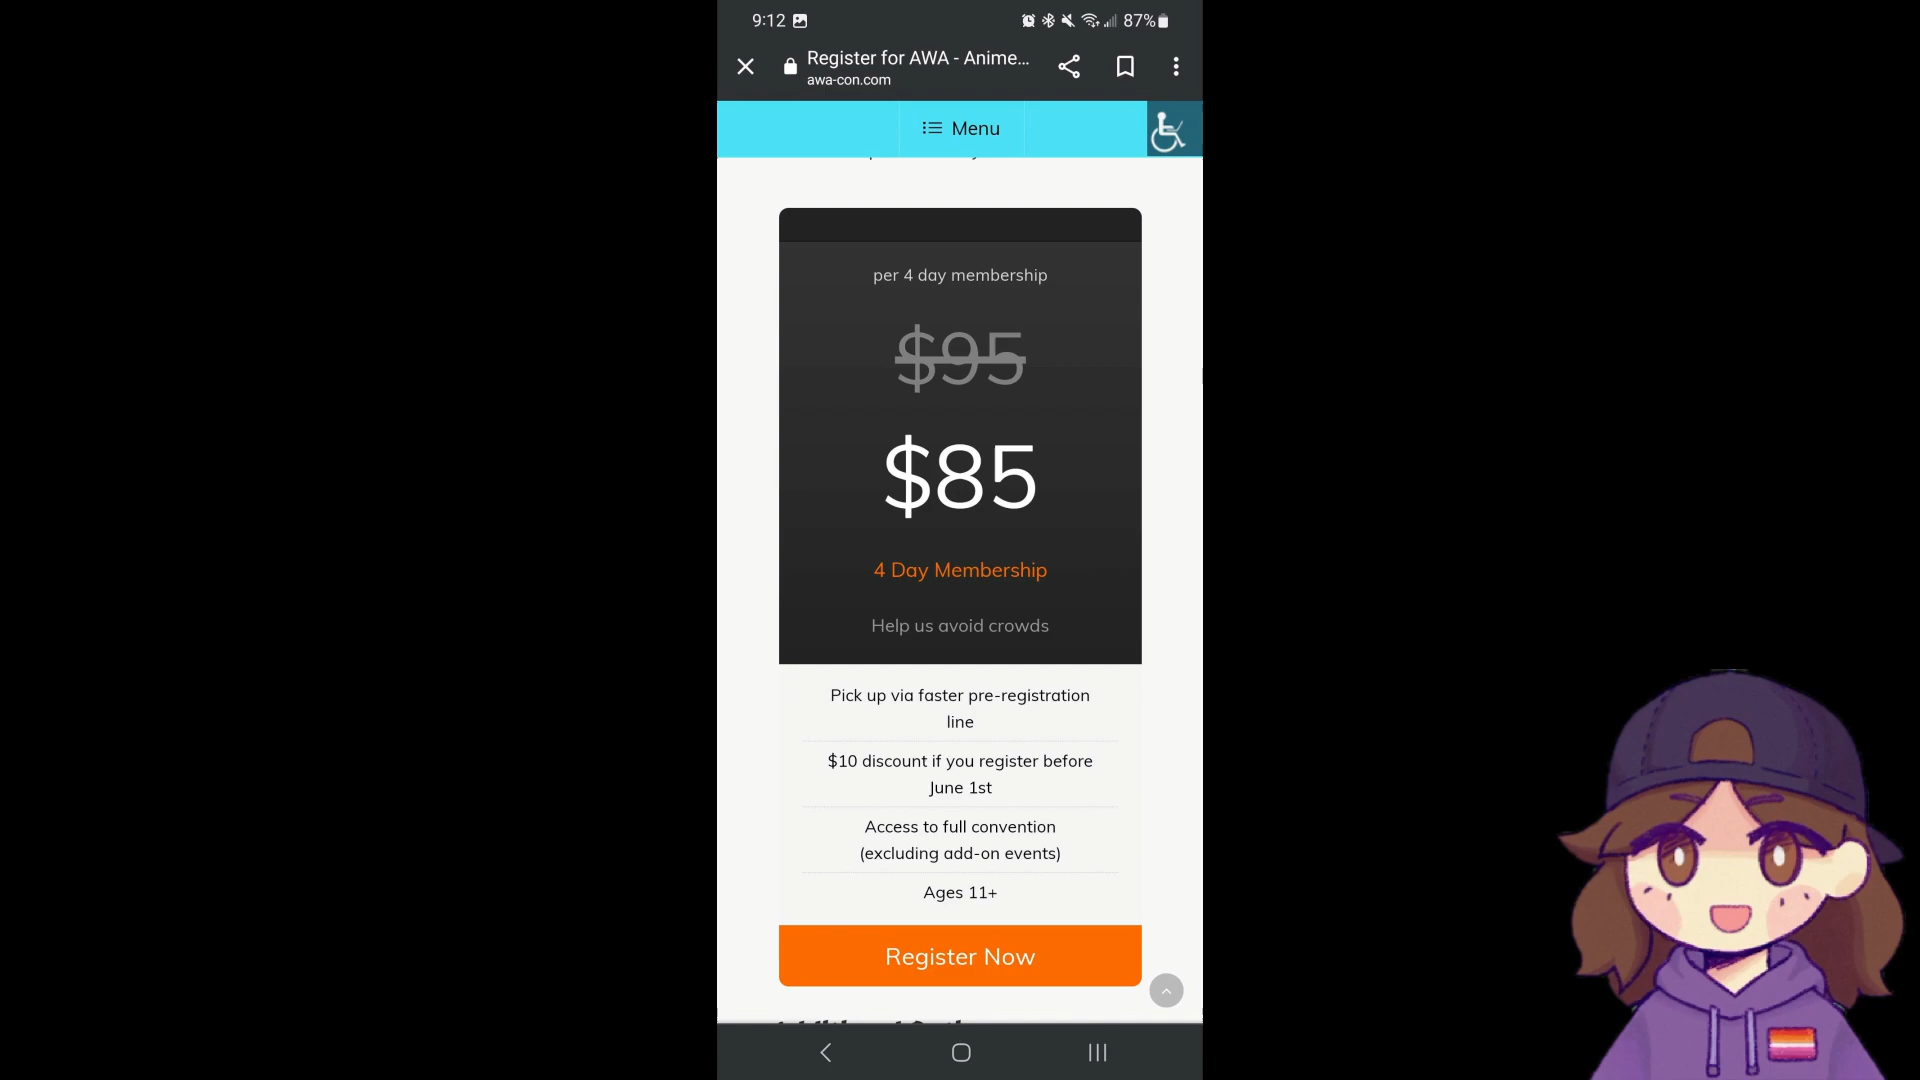 9:12
87%
Register for AWA - Anime...
awa-con.com
Menu
per 4 day membership
$95
$85
4 Day Membership
Help us avoid crowds
Pick up via faster pre-registration
line
$10 discount if you register before
June 1st
Access to full convention
(excluding add-on events)
Ages 11+
Register Now